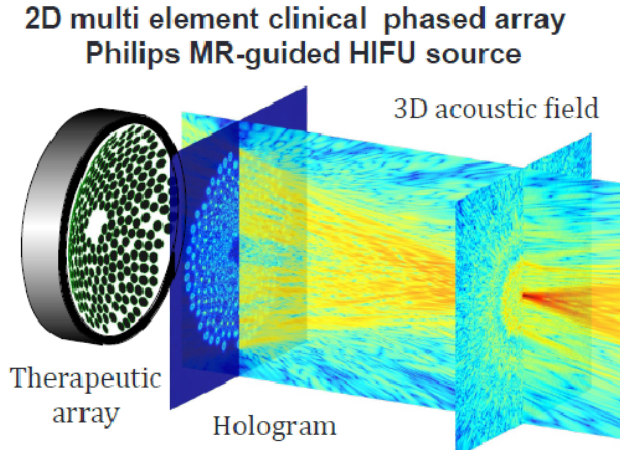 2D multi element clinical phased array
Philips MR-guided HIFU source
3D acoustic field
Therapeutic
array
Hologram